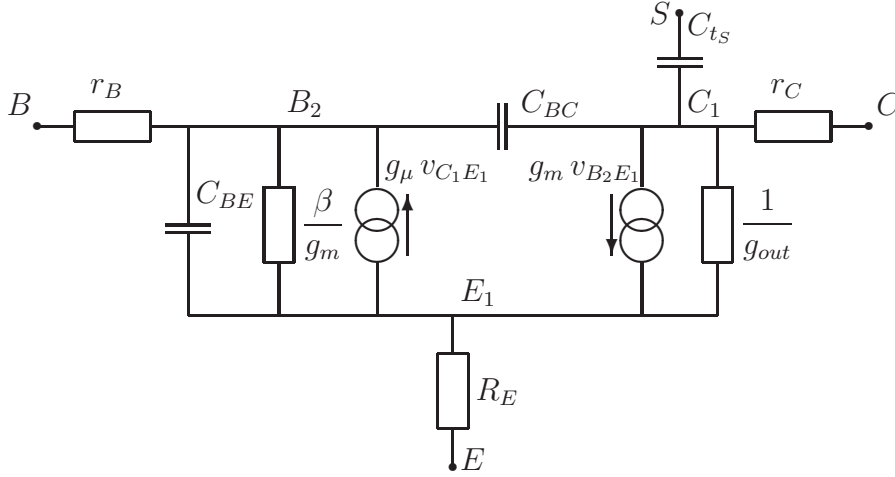 S
C_{t_S}
r_B
B_2
C_{BC}
C_1
r_C
B
C
g_μ v_{C_1E_1}
g_m v_{B_2E_1}
C_{BE}
β/g_m
1/g_{out}
E_1
R_E
E